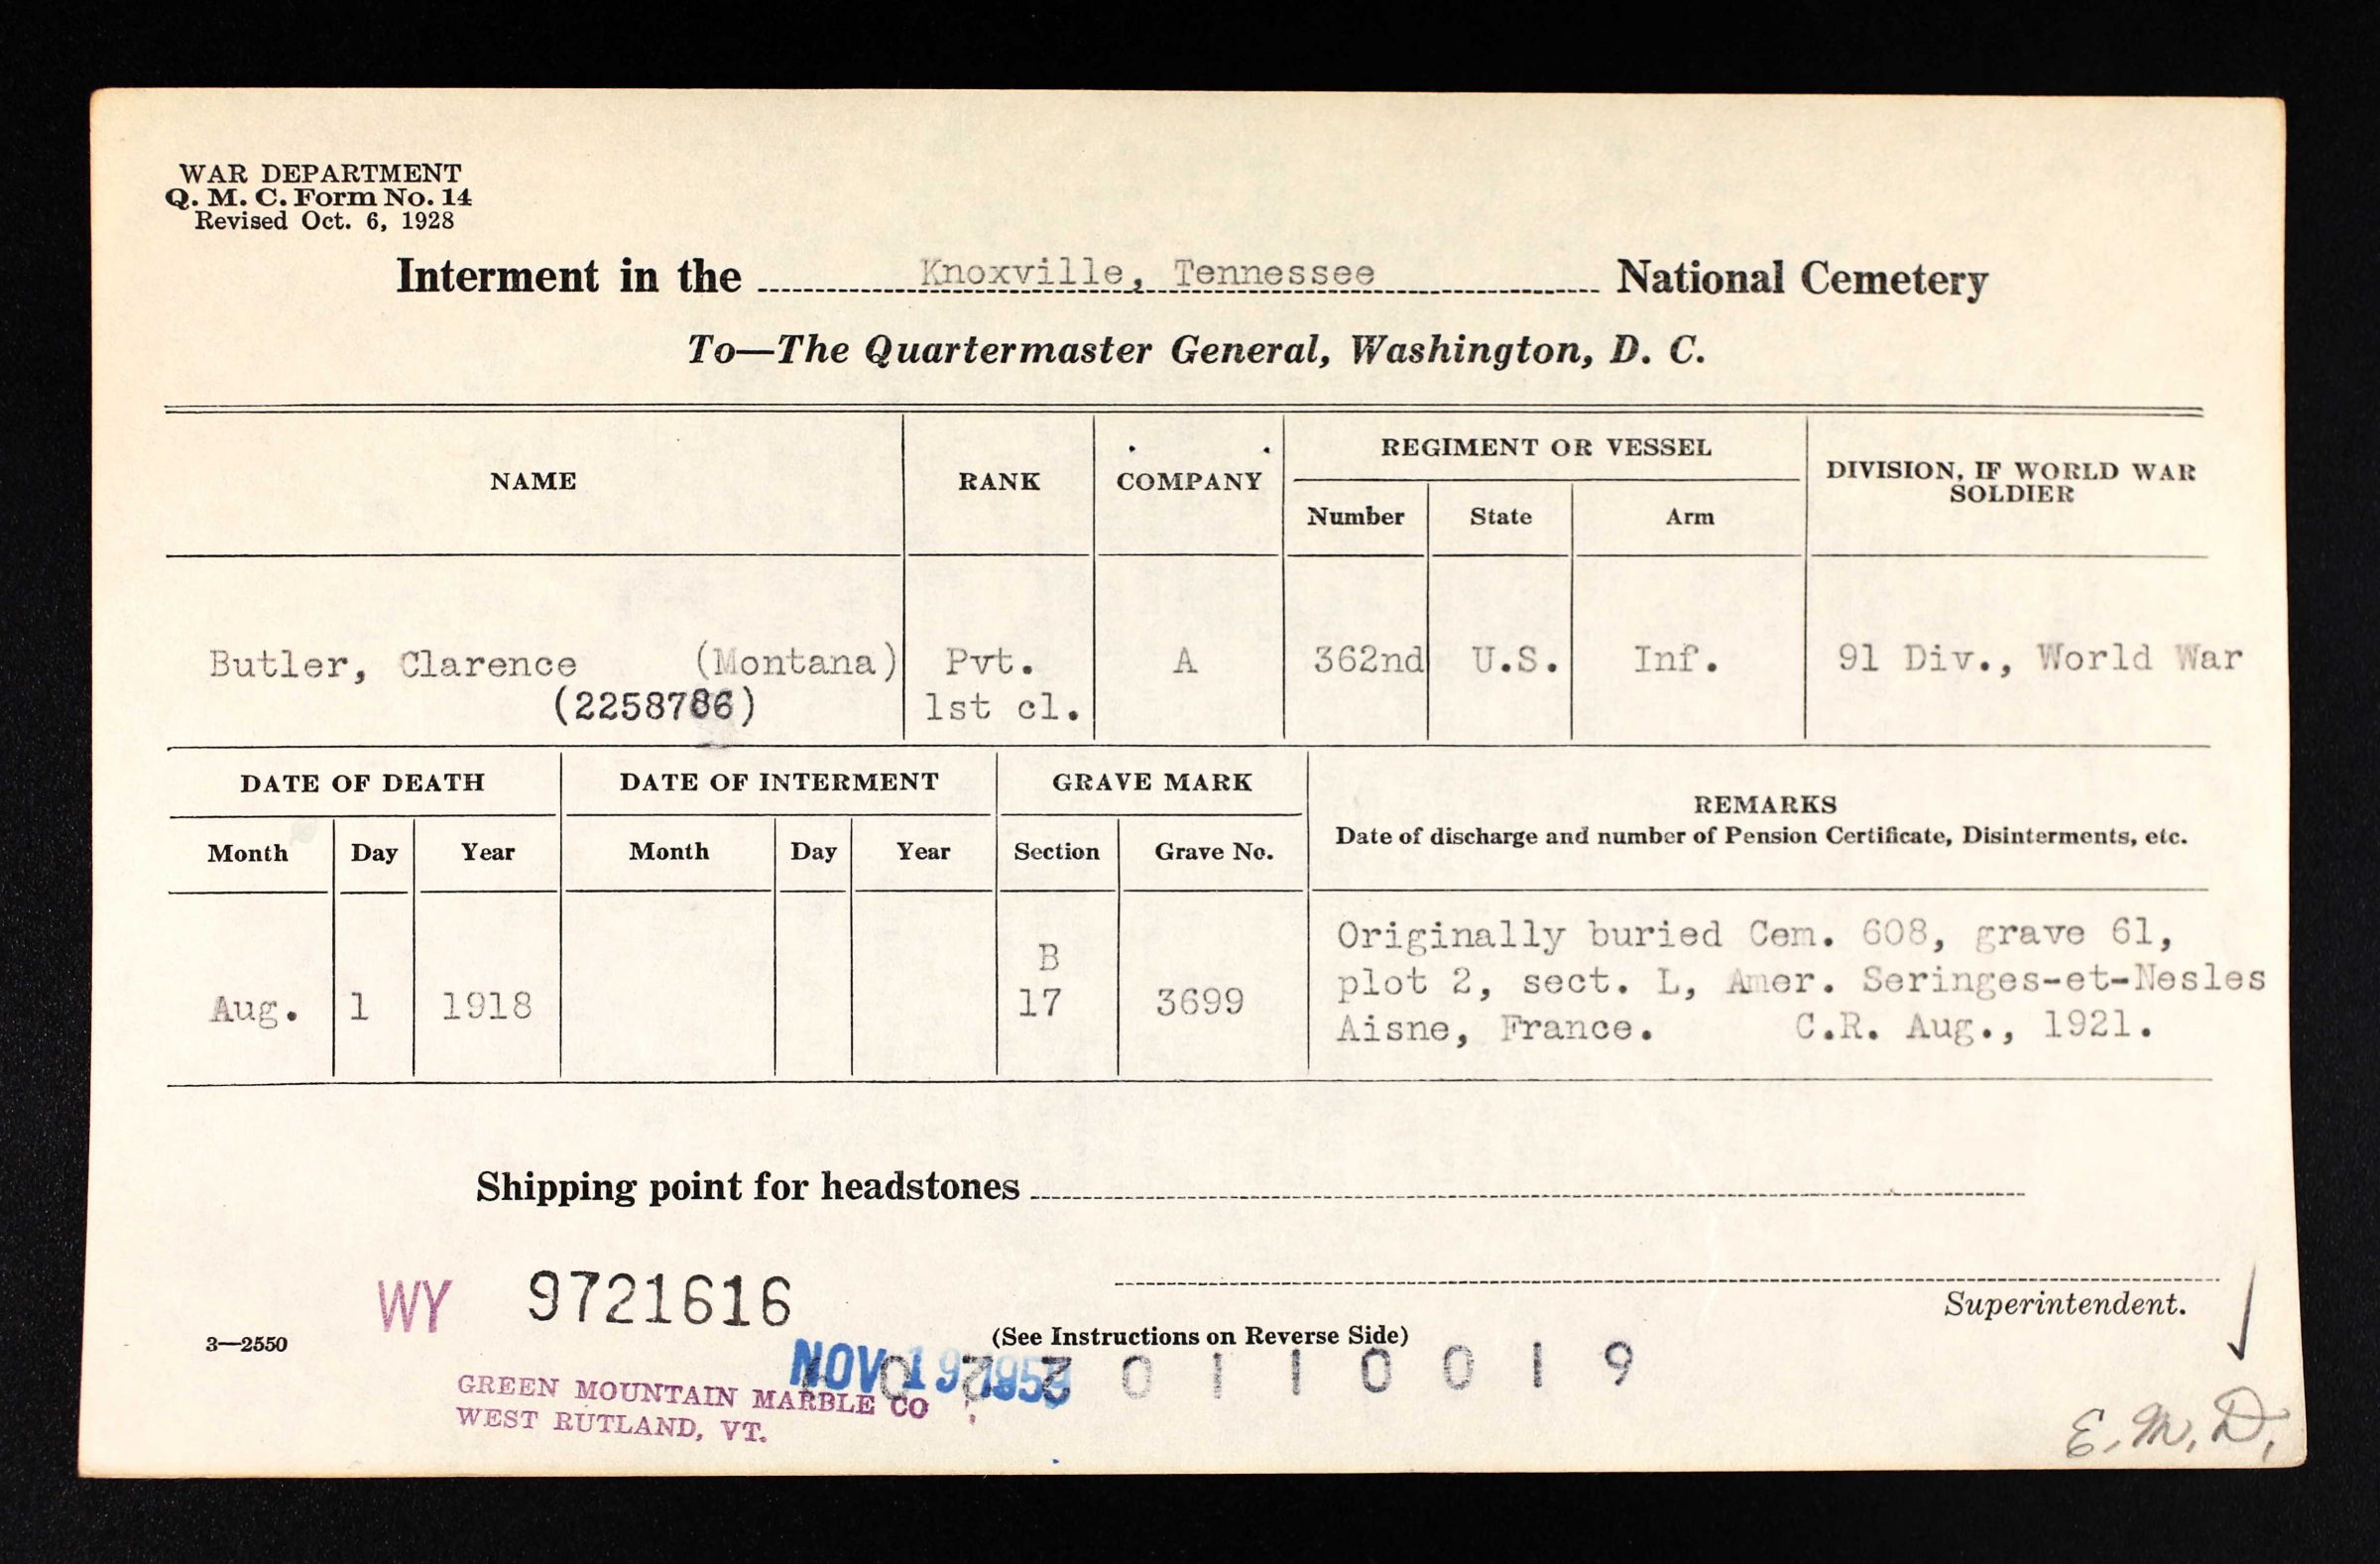 WAR DEPARTMENT
Q. M. C. Form No. 14
Revised Oct. 6, 1928
Interment in the Knoxville, Tennessee National Cemetery
To—The Quartermaster General, Washington, D. C.
NAME RANK COMPANY REGIMENT OR VESSEL DIVISION, IF WORLD WAR SOLDIER
Number State Arm
Butler, Clarence (Montana) Pvt. A 362nd U.S. Inf. 91 Div., World War
(2258786) 1st cl.
DATE OF DEATH DATE OF INTERMENT GRAVE MARK REMARKS
Date of discharge and number of Pension Certificate, Disinterments, etc.
Month Day Year Month Day Year Section Grave No.
Originally buried Cem. 608, grave 61,
B
plot 2, sect. L, Amer. Seringes-et-Nesles
Aug. 1 1918 17 3699
Aisne, France. C.R. Aug., 1921.
Shipping point for headstones
WY 9721616
Superintendent.
3—2550
(See Instructions on Reverse Side)
NOV 19 0 1 1 0 0 1 9
GREEN MOUNTAIN MARBLE CO
WEST RUTLAND, VT.
E. M. D.